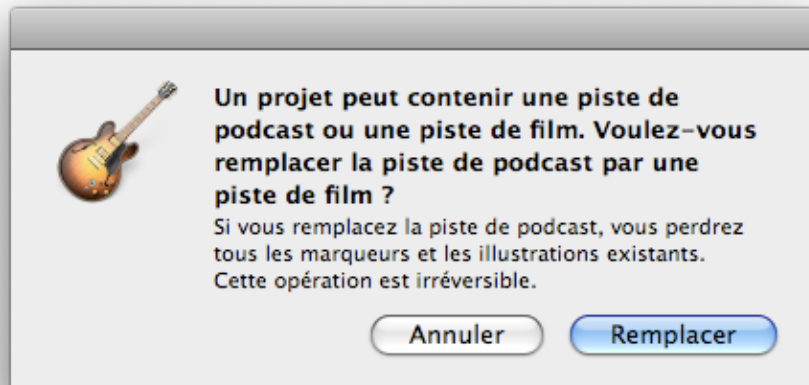 Un projet peut contenir une piste de
podcast ou une piste de film. Voulez-vous
remplacer la piste de podcast par une
piste de film ?
Si vous remplacez la piste de podcast, vous perdrez
tous les marqueurs et les illustrations existants.
Cette opération est irréversible.
Annuler
Remplacer